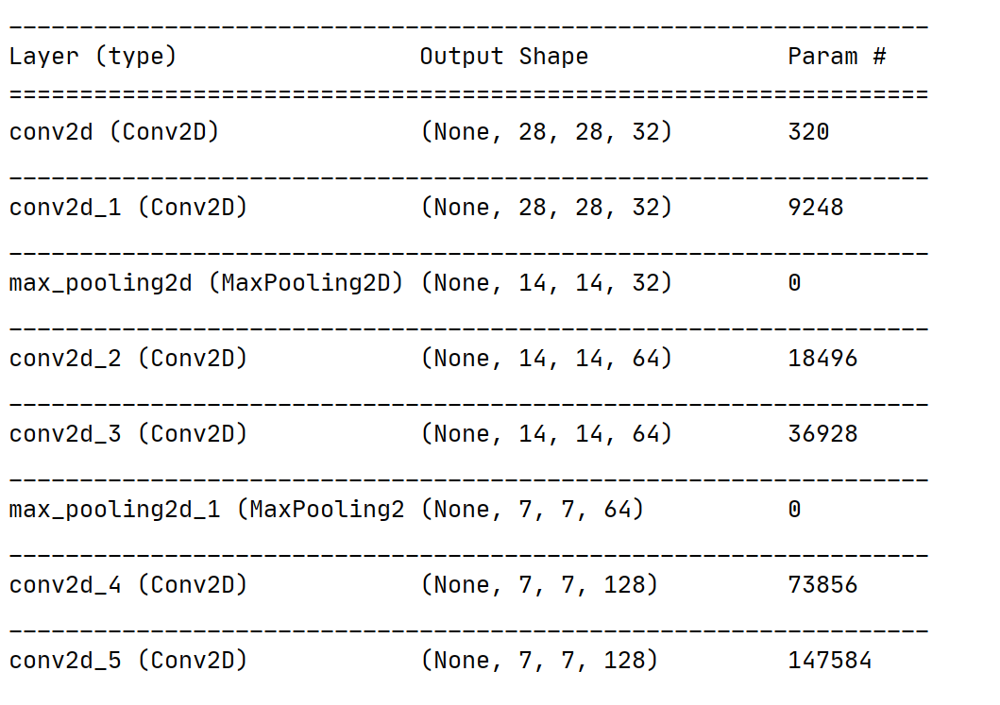 _________________________________________________________________
Layer (type)                 Output Shape              Param #
=================================================================
conv2d (Conv2D)              (None, 28, 28, 32)        320
_________________________________________________________________
conv2d_1 (Conv2D)            (None, 28, 28, 32)        9248
_________________________________________________________________
max_pooling2d (MaxPooling2D) (None, 14, 14, 32)        0
_________________________________________________________________
conv2d_2 (Conv2D)            (None, 14, 14, 64)        18496
_________________________________________________________________
conv2d_3 (Conv2D)            (None, 14, 14, 64)        36928
_________________________________________________________________
max_pooling2d_1 (MaxPooling2 (None, 7, 7, 64)          0
_________________________________________________________________
conv2d_4 (Conv2D)            (None, 7, 7, 128)         73856
_________________________________________________________________
conv2d_5 (Conv2D)            (None, 7, 7, 128)         147584